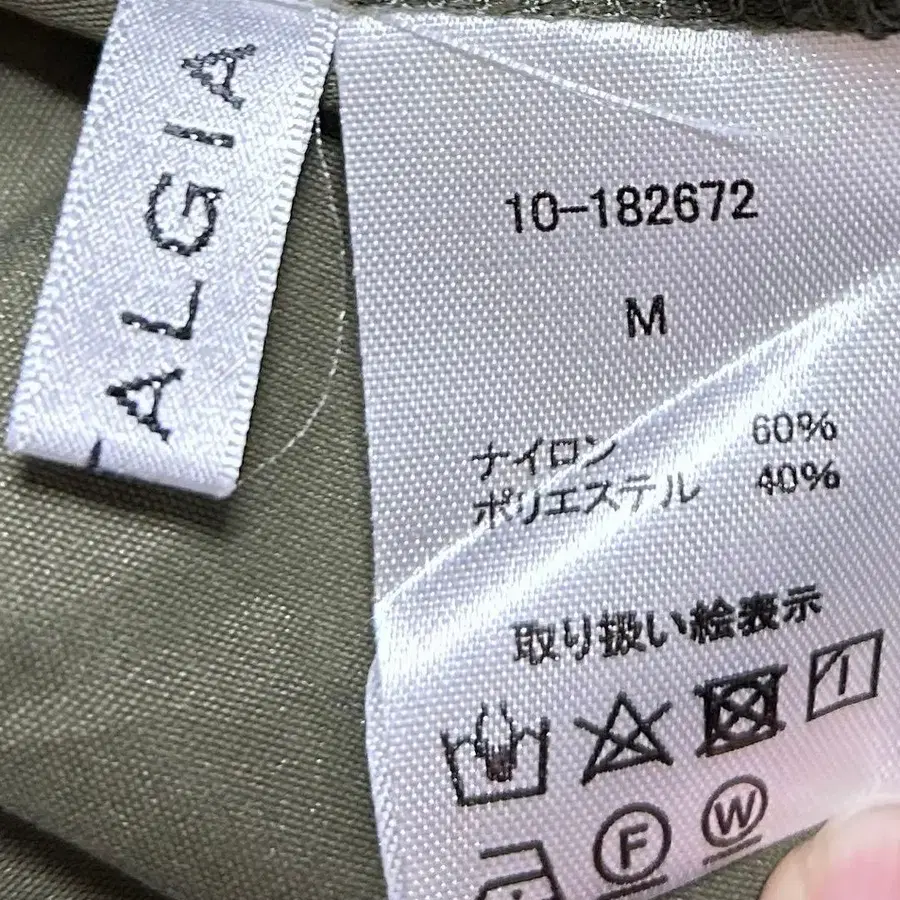 ALGIA
10-182672
M
ナイロン 60%
ポリエステル 40%
取り扱い絵表示
F
W